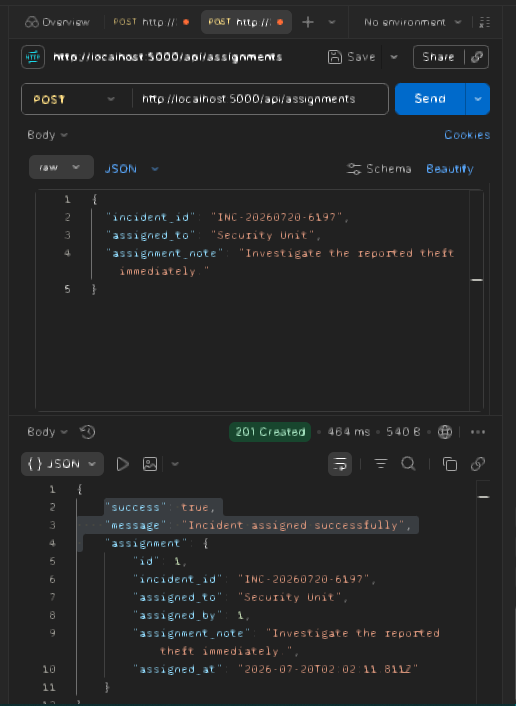 Overview POST http://: POST http://: + No environment
HTTP http://localhost:5000/api/assignments Save Share
POST http://localhost:5000/api/assignments Send
Body Cookies
raw JSON Schema Beautify
1 {
2 "incident_id": "INC-20260720-6197",
3 "assigned_to": "Security Unit",
4 "assignment_note": "Investigate the reported theft
immediately."
5 }
Body 201 Created • 464 ms • 540 B
{} JSON
1 {
2 "success": true,
3 "message": "Incident assigned successfully",
4 "assignment": {
5 "id": 1,
6 "incident_id": "INC-20260720-6197",
7 "assigned_to": "Security Unit",
8 "assigned_by": 1,
9 "assignment_note": "Investigate the reported
theft immediately.",
10 "assigned_at": "2026-07-20T02:02:11.811Z"
11 }